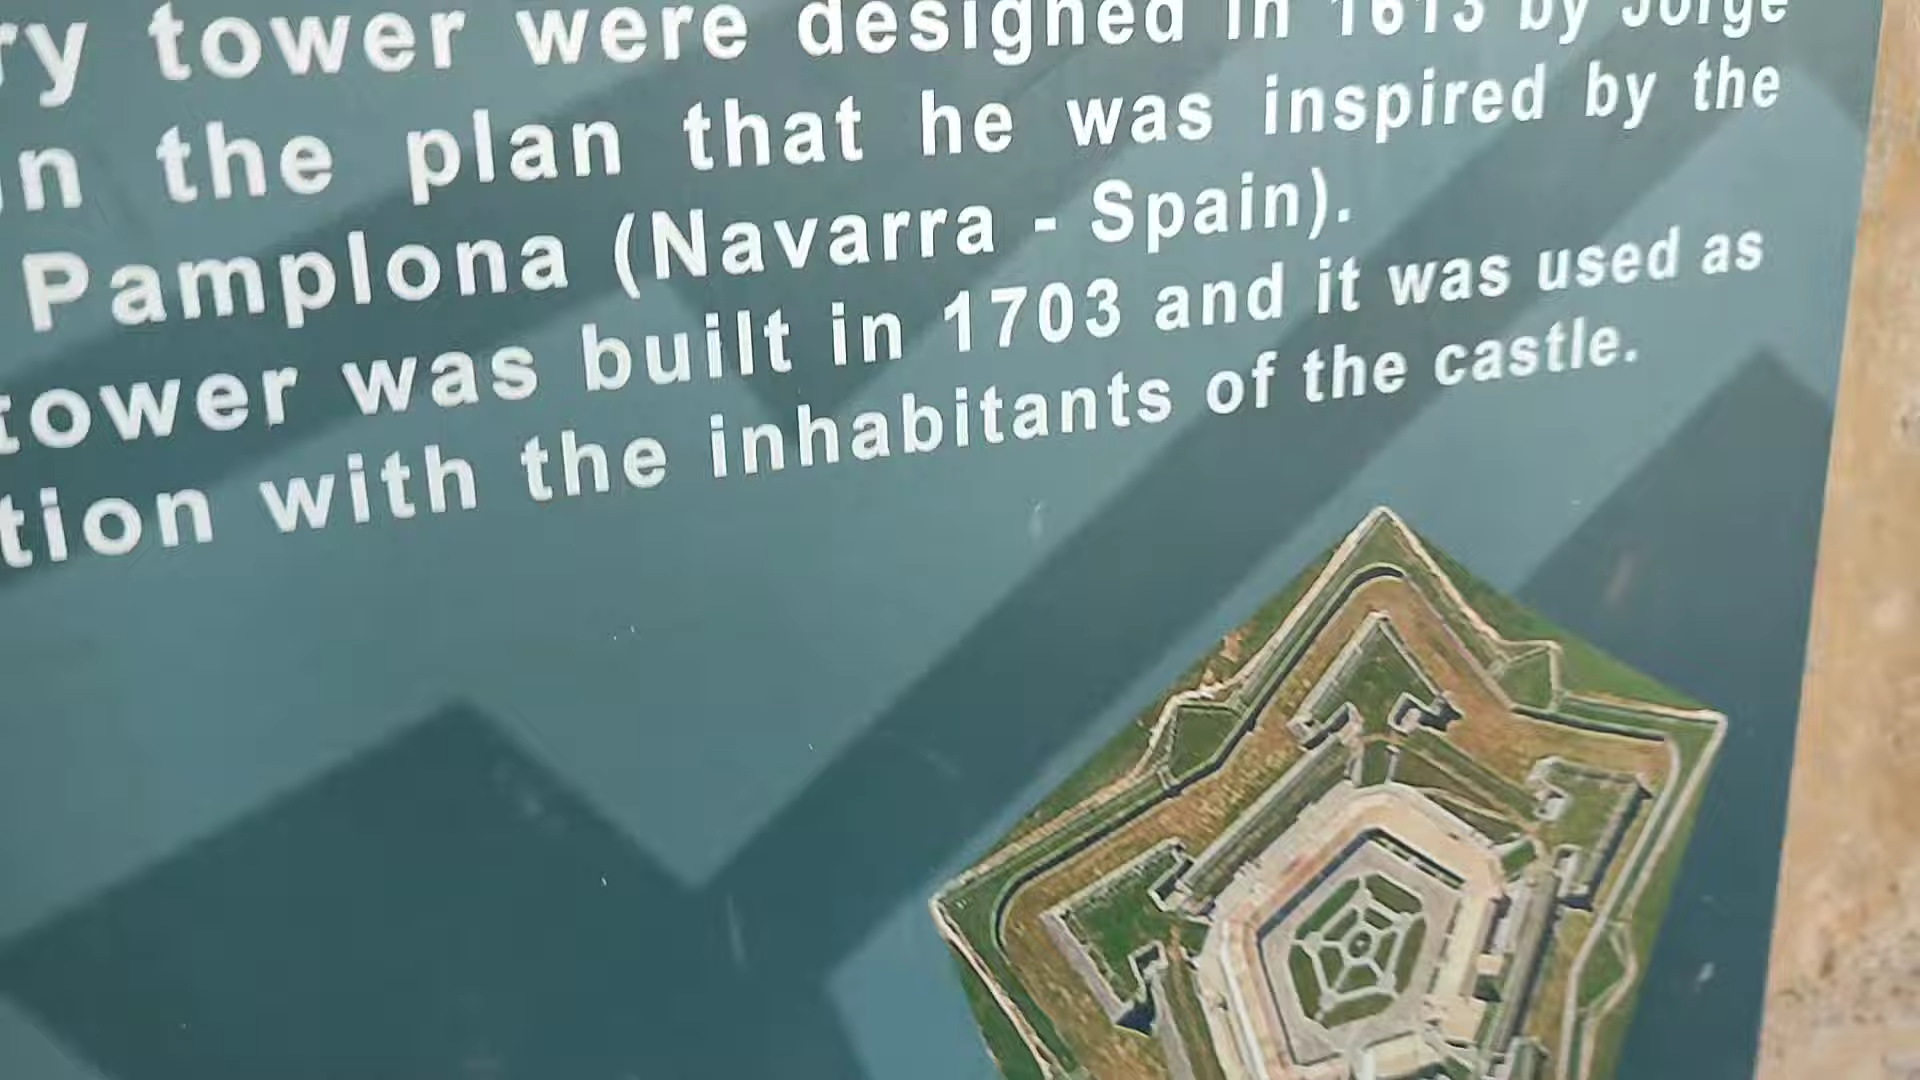 ry tower were designed in 1613 by Jorge
in the plan that he was inspired by the
Pamplona (Navarra - Spain).
tower was built in 1703 and it was used as
tion with the inhabitants of the castle.